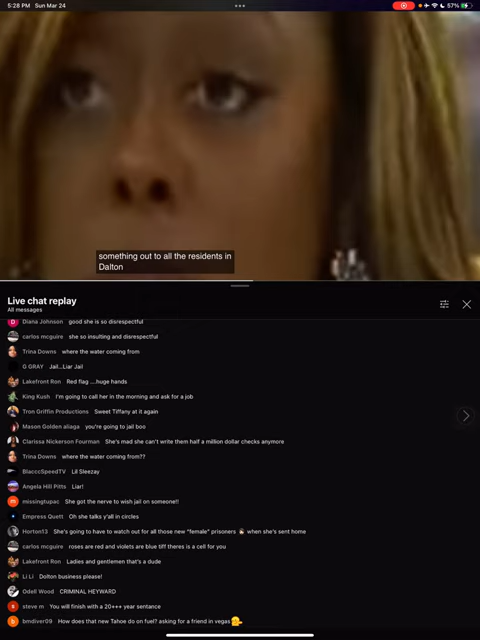 5:28 PM Sun Mar 24
57%
something out to all the residents in
Dalton
Live chat replay
All messages
D Diana Johnson good she is so disrespectful
carlos mcguire she so insulting and disrespectful
Trina Downs where the water coming from
G GRAY Jail...Liar Jail
Lakefront Ron Red flag ....huge hands
King Kush I'm going to call her in the morning and ask for a job
Tron Griffin Productions Sweet Tiffany at it again
Mason Golden aliaga you're going to jail boo
Clarissa Nickerson Fourman She's mad she can't write them half a million dollar checks anymore
Trina Downs where the water coming from??
BlacccSpeedTV Lil Sleezay
Angela Hill Pitts Liar!
m missingtupac She got the nerve to wish jail on someone!!
Empress Quett Oh she talks y'all in circles
Horton13 She's going to have to watch out for all those new "female" prisoners when she's sent home
carlos mcguire roses are red and violets are blue tiff theres is a cell for you
Lakefront Ron Ladies and gentlemen that's a dude
Li Li Dolton business please!
Odell Wood CRIMINAL HEYWARD
s steve m You will finish with a 20+++ year sentance
b bmdiver09 How does that new Tahoe do on fuel? asking for a friend in vegas